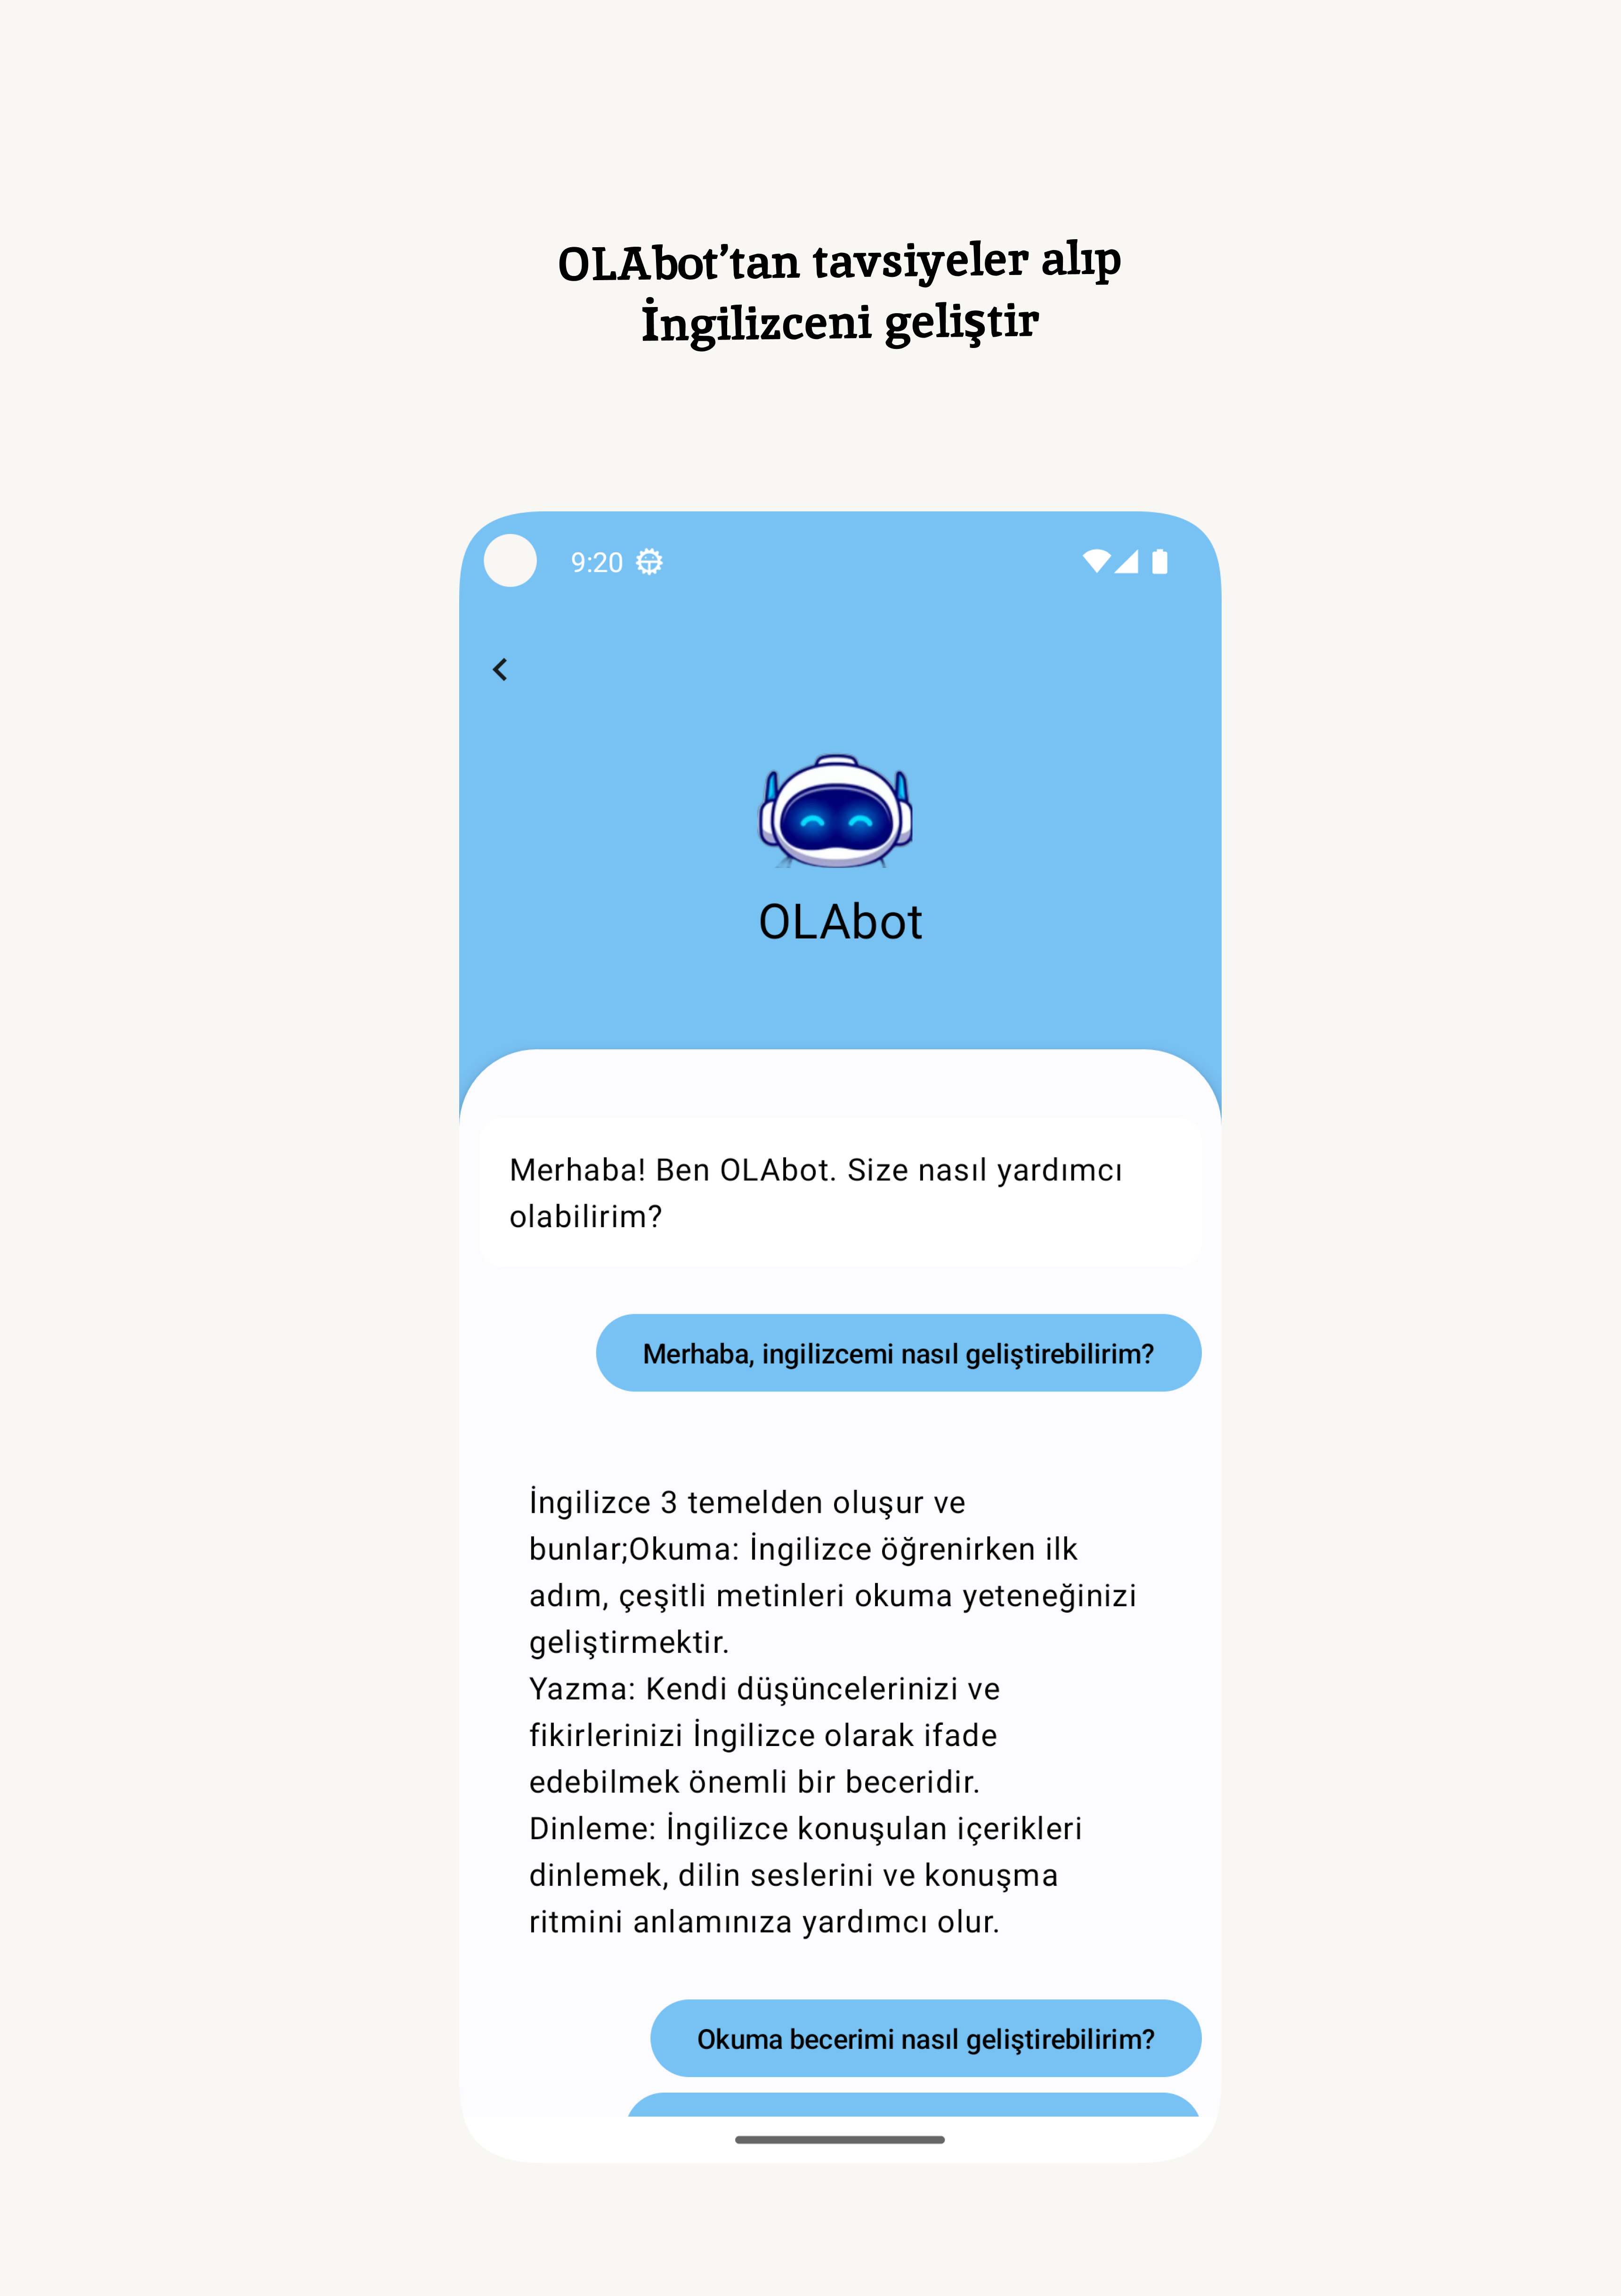 OLAbot’tan tavsiyeler alıp
İngilizceni geliştir
9:20
OLAbot
Merhaba! Ben OLAbot. Size nasıl yardımcı
olabilirim?
Merhaba, ingilizcemi nasıl geliştirebilirim?
İngilizce 3 temelden oluşur ve
bunlar;Okuma: İngilizce öğrenirken ilk
adım, çeşitli metinleri okuma yeteneğinizi
geliştirmektir.
Yazma: Kendi düşüncelerinizi ve
fikirlerinizi İngilizce olarak ifade
edebilmek önemli bir beceridir.
Dinleme: İngilizce konuşulan içerikleri
dinlemek, dilin seslerini ve konuşma
ritmini anlamınıza yardımcı olur.
Okuma becerimi nasıl geliştirebilirim?